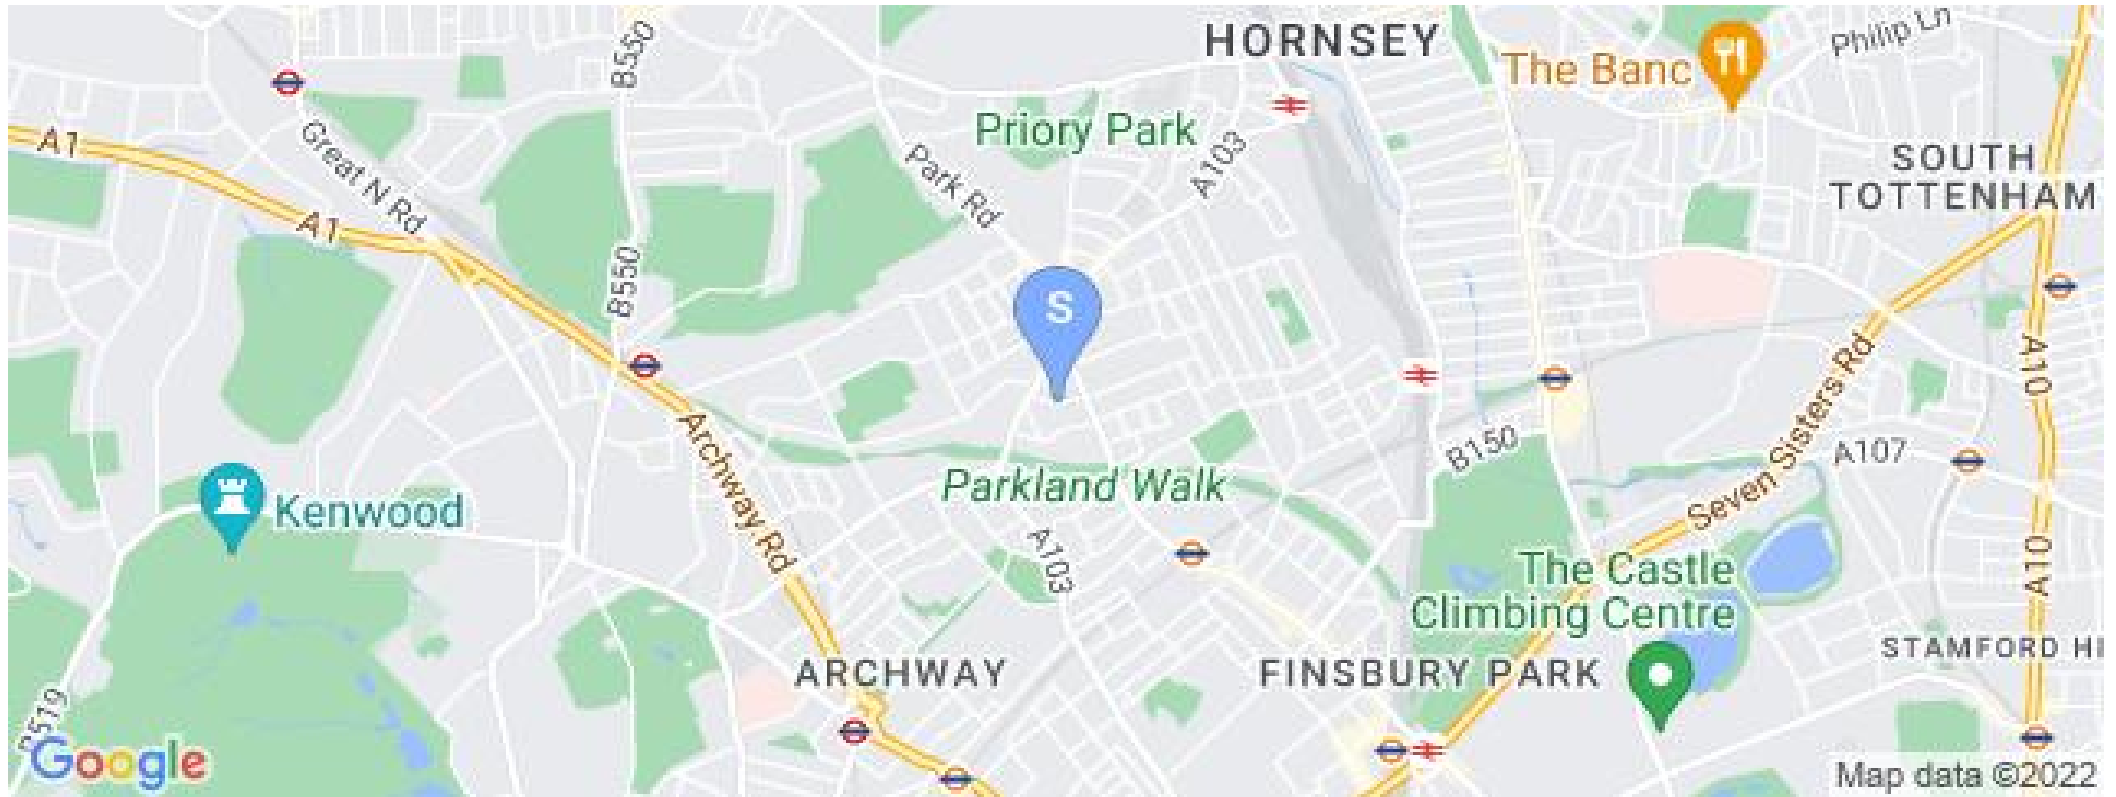 HORNSEY
B550
The Banc
Philip Ln
A1
Great N Rd
Priory Park
Park Rd
A103
SOUTH
TOTTENHAM
A1
B550
S
A10
Seven Sisters Rd
Archway Rd
B150
A107
Kenwood
Parkland Walk
A103
A10
The Castle
Climbing Centre
STAMFORD HI
ARCHWAY
FINSBURY PARK
B519
Google
Map data ©2022